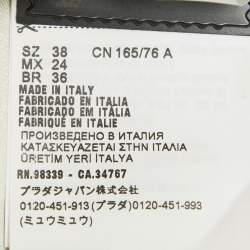 SZ 38 CN 165/76 A
MX 24
BR 36
MADE IN ITALY
FABRICADO EN ITALIA
FABRICADO EM ITÁLIA
FABRIQUÉ EN ITALIE
ПРОИЗВЕДЕНО В ИТАЛИЯ
ΚΑΤΑΣΚΕΥΑΖΕΤΑΙ ΣΤΗΝ ΙΤΑΛΙΑ
ÜRETİM YERİ İTALYA
RN.98339 - CA.34767
プラダジャパン株式会社
0120-451-913 (プラダ) 0120-451-993
(ミュウミュウ)